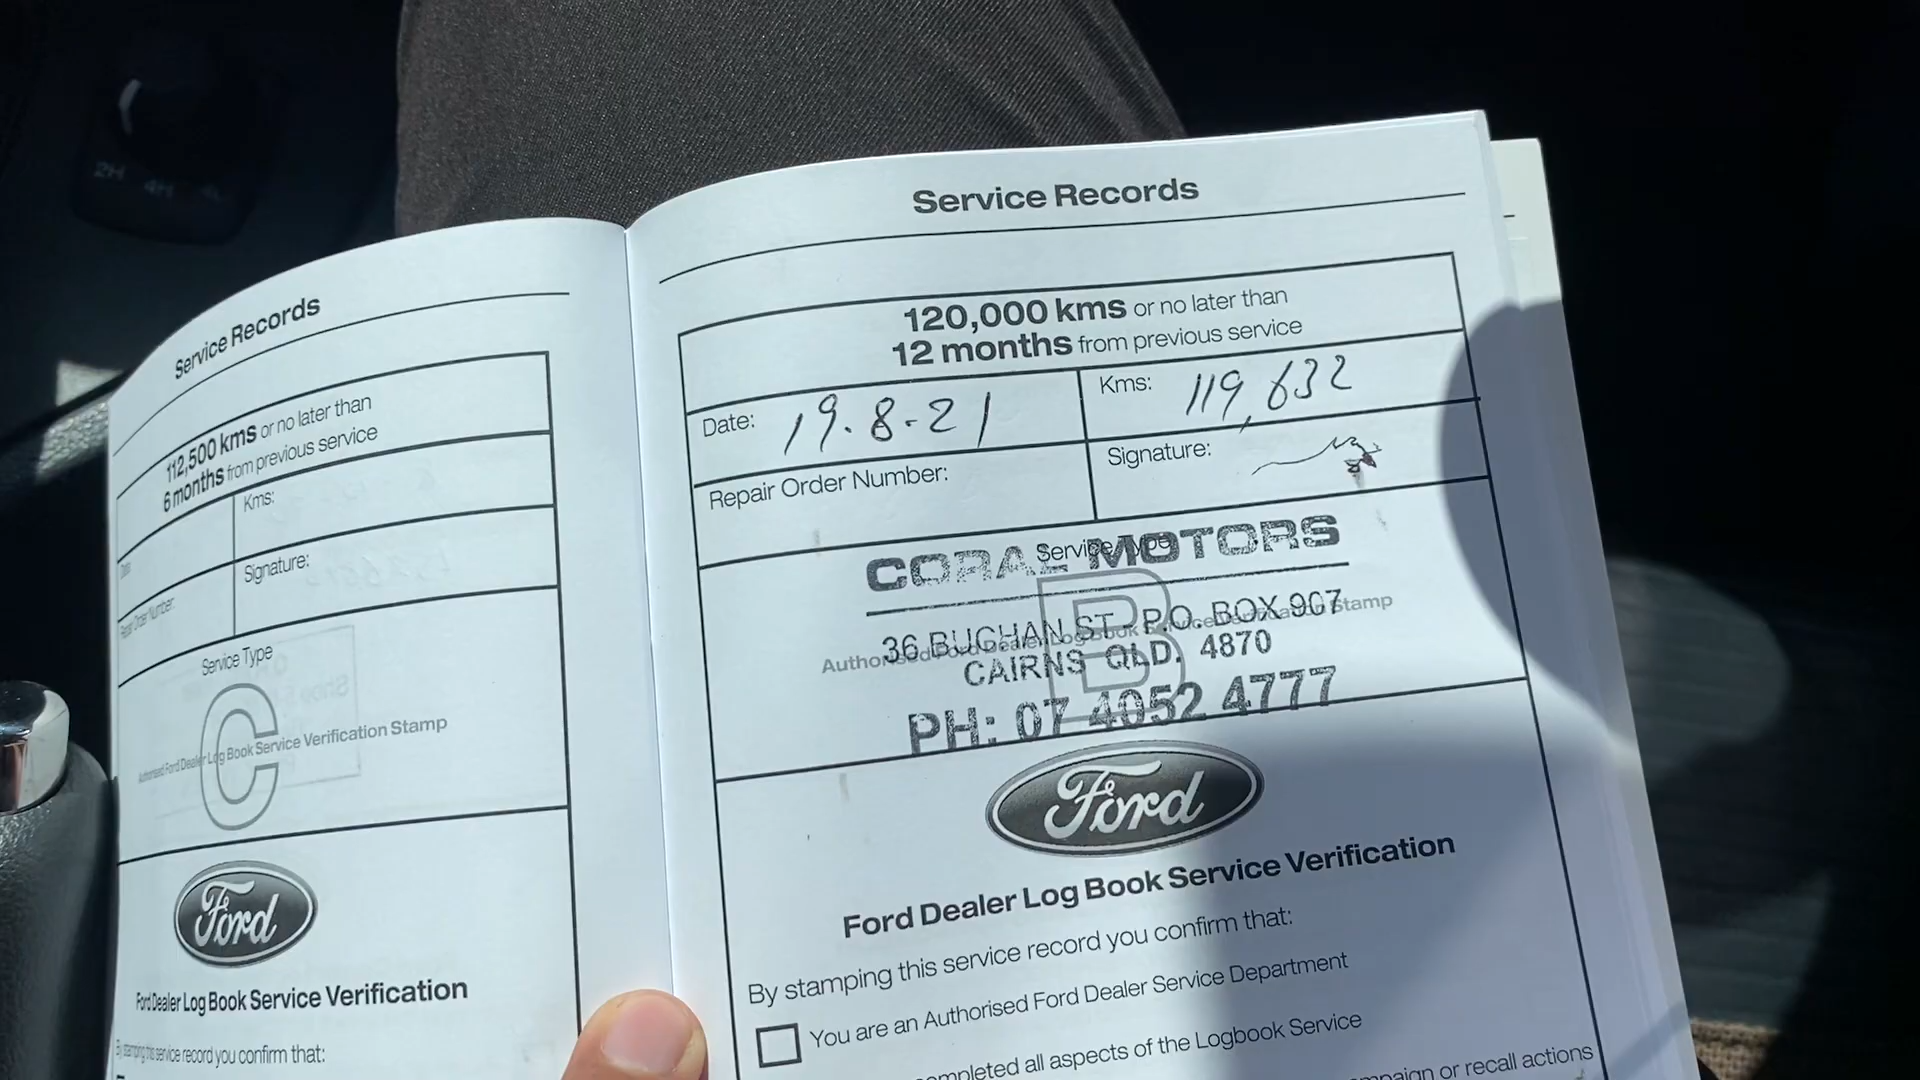 2H 4H 4L
Service Records
112,500 kms or no later than
6 months from previous service
Date:
Kms:
Repair Order Number:
Signature:
Service Type
C
Authorised Ford Dealer Log Book Service Verification Stamp
Ford
Ford Dealer Log Book Service Verification
By stamping this service record you confirm that:
Service Records
120,000 kms or no later than
12 months from previous service
Date: 19.8.21
Kms: 119,632
Repair Order Number:
Signature:
Service Type
B
Authorised Ford Dealer Log Book Service Verification Stamp
CORAL MOTORS
36 BUCHAN ST - P.O. BOX 907
CAIRNS QLD. 4870
PH: 07 4052 4777
Ford
Ford Dealer Log Book Service Verification
By stamping this service record you confirm that:
You are an Authorised Ford Dealer Service Department
completed all aspects of the Logbook Service
campaign or recall actions